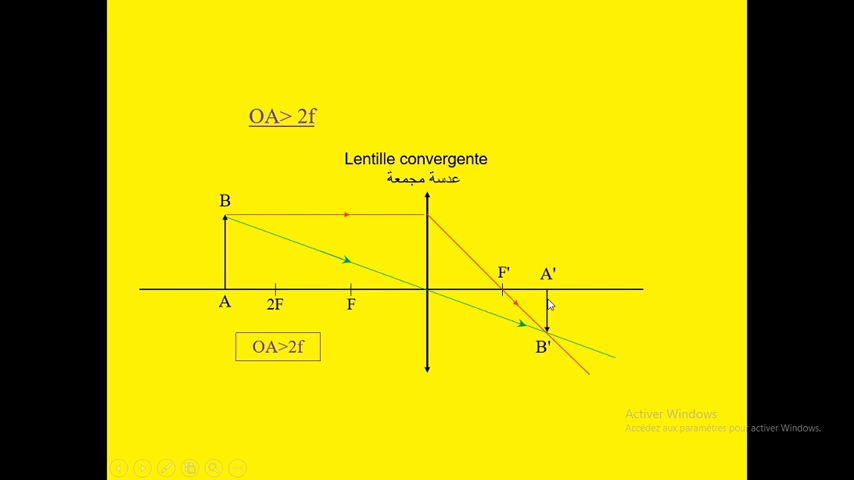 OA> 2f
Lentille convergente
عدسة مجمعة
B
F'
A'
A
2F
F
OA>2f
B'
Activer Windows
Accédez aux paramètres pour activer Windows.